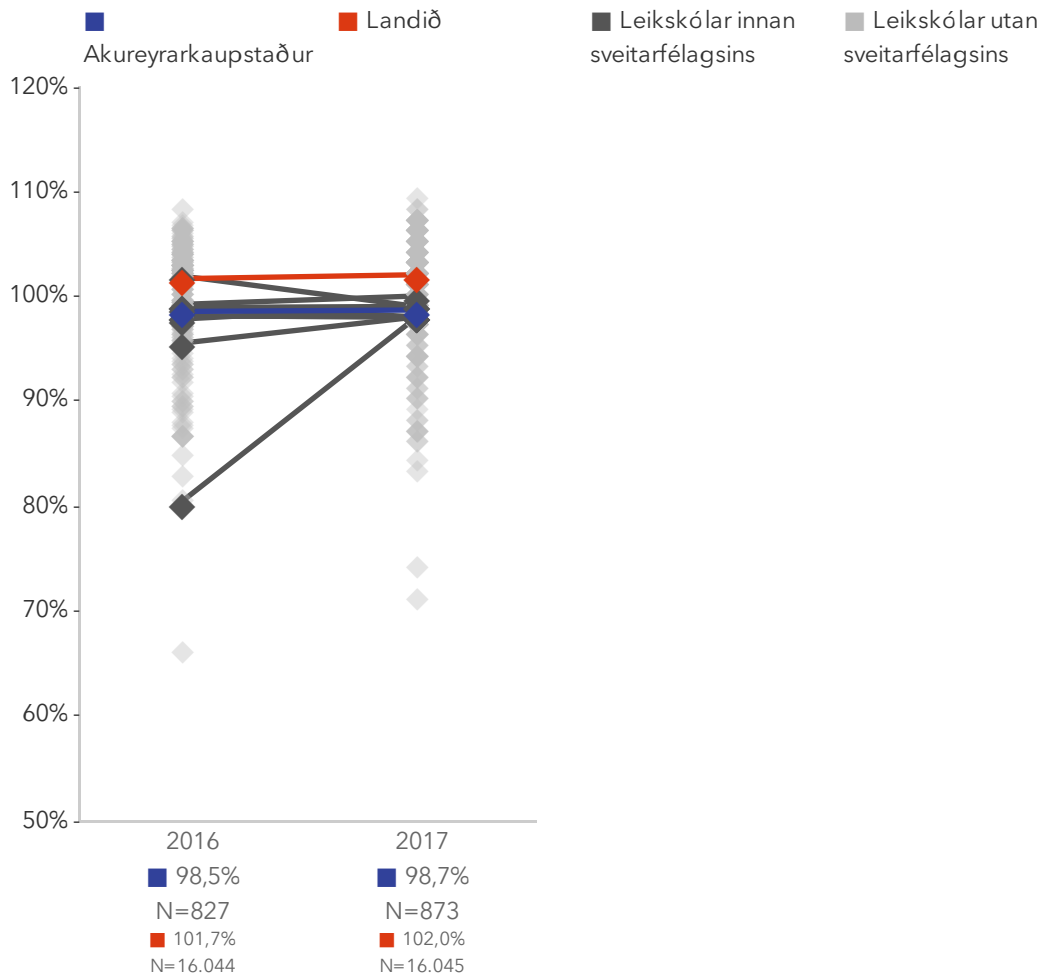 Akureyrarkaupstaður
Landið
Leikskólar innan
sveitarfélagsins
Leikskólar utan
sveitarfélagsins
120%
110%
100%
90%
80%
70%
60%
50%
2016
2017
98,5%
98,7%
N=827
N=873
101,7%
102,0%
N=16.044
N=16.045